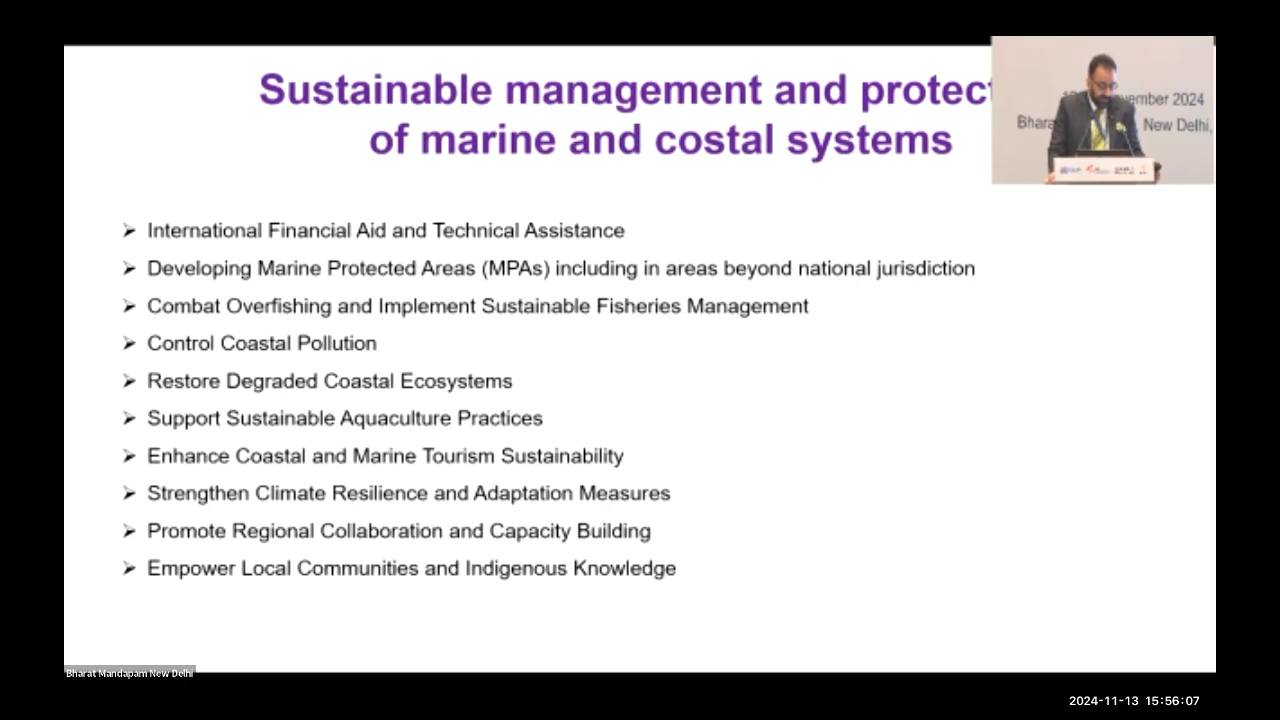 Sustainable management and protect
of marine and costal systems
vember 2024
Bhara New Delhi,
➢ International Financial Aid and Technical Assistance
➢ Developing Marine Protected Areas (MPAs) including in areas beyond national jurisdiction
➢ Combat Overfishing and Implement Sustainable Fisheries Management
➢ Control Coastal Pollution
➢ Restore Degraded Coastal Ecosystems
➢ Support Sustainable Aquaculture Practices
➢ Enhance Coastal and Marine Tourism Sustainability
➢ Strengthen Climate Resilience and Adaptation Measures
➢ Promote Regional Collaboration and Capacity Building
➢ Empower Local Communities and Indigenous Knowledge
Bharat Mandapam New Delhi
2024-11-13 15:56:07